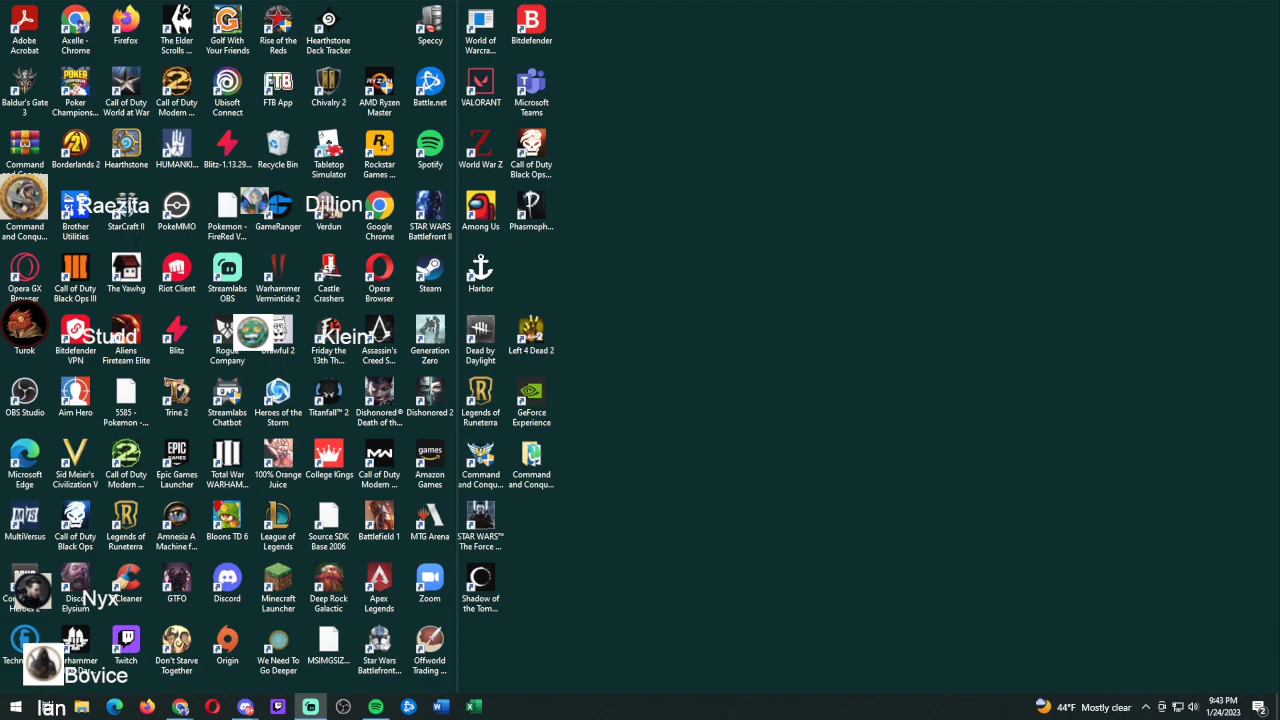 Adobe Acrobat
Axelle - Chrome
Firefox
The Elder Scrolls ...
Golf With Your Friends
Rise of the Reds
Hearthstone Deck Tracker
Speccy
World of Warcra...
Bitdefender
Baldur's Gate 3
Poker Champions...
Call of Duty World at War
Call of Duty Modern ...
Ubisoft Connect
FTB App
Chivalry 2
AMD Ryzen Master
Battle.net
VALORANT
Microsoft Teams
Command and Conqu...
Borderlands 2
Hearthstone
HUMANKI...
Blitz-1.13.29...
Recycle Bin
Tabletop Simulator
Rockstar Games ...
Spotify
World War Z
Call of Duty Black Ops...
Raezita
Dillion
Command and Conqu...
Brother Utilities
StarCraft II
PokeMMO
Pokemon - FireRed V...
GameRanger
Verdun
Google Chrome
STAR WARS Battlefront II
Among Us
Phasmoph...
Opera GX Browser
Call of Duty Black Ops III
The Yawhg
Riot Client
Streamlabs OBS
Warhammer Vermintide 2
Castle Crashers
Opera Browser
Steam
Harbor
Studd
Klein
Turok
Bitdefender VPN
Aliens Fireteam Elite
Blitz
Rogue Company
Drawful 2
Friday the 13th Th...
Assassin's Creed S...
Generation Zero
Dead by Daylight
Left 4 Dead 2
OBS Studio
Aim Hero
5585 - Pokemon -...
Trine 2
Streamlabs Chatbot
Heroes of the Storm
Titanfall™ 2
Dishonored® Death of th...
Dishonored 2
Legends of Runeterra
GeForce Experience
Microsoft Edge
Sid Meier's Civilization V
Call of Duty Modern ...
Epic Games Launcher
Total War WARHAM...
100% Orange Juice
College Kings
Call of Duty Modern ...
Amazon Games
Command and Conqu...
Command and Conqu...
MultiVersus
Call of Duty Black Ops
Legends of Runeterra
Amnesia A Machine f...
Bloons TD 6
League of Legends
Source SDK Base 2006
Battlefield 1
MTG Arena
STAR WARS™ The Force ...
Nyx
Disco Elysium
CCleaner
GTFO
Discord
Minecraft Launcher
Deep Rock Galactic
Apex Legends
Zoom
Shadow of the Tom...
Bovice
Twitch
Don't Starve Together
Origin
We Need To Go Deeper
MSIMGSIZ...
Star Wars Battlefront...
Offworld Trading ...
Ian
44°F Mostly clear
9:43 PM
1/24/2023